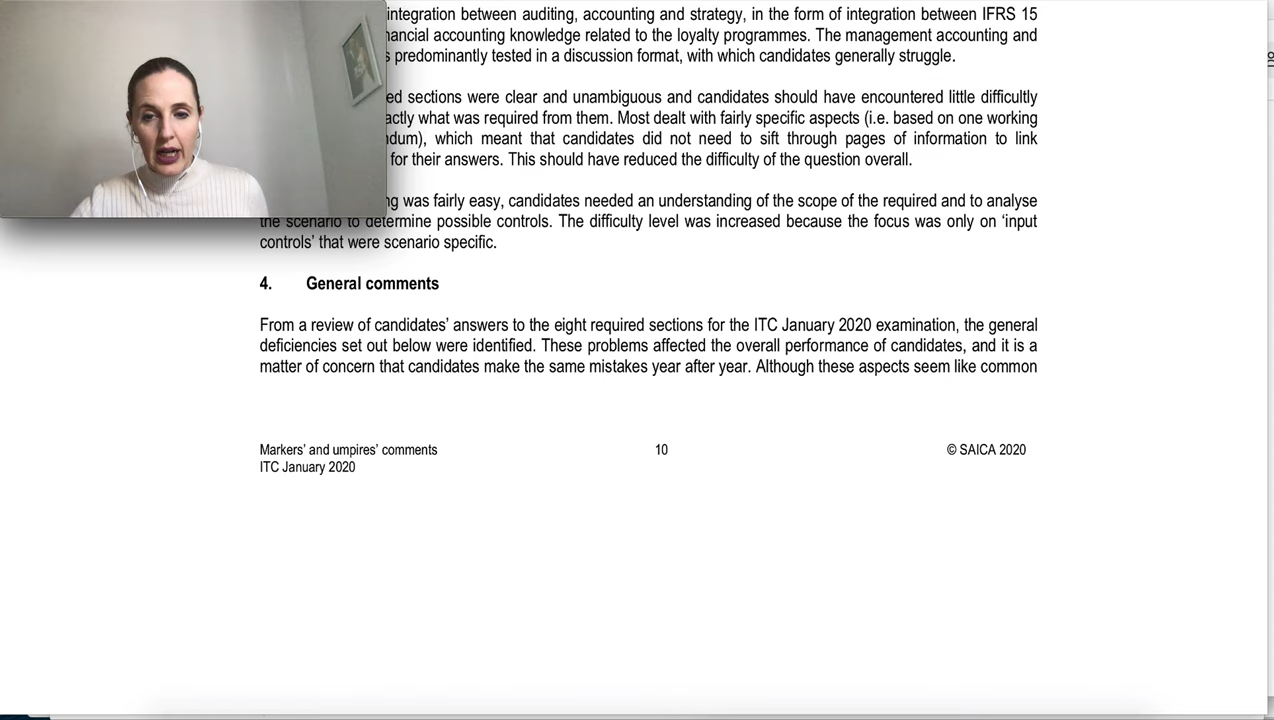 integration between auditing, accounting and strategy, in the form of integration between IFRS 15
nancial accounting knowledge related to the loyalty programmes. The management accounting and
s predominantly tested in a discussion format, with which candidates generally struggle.
ed sections were clear and unambiguous and candidates should have encountered little difficultly
actly what was required from them. Most dealt with fairly specific aspects (i.e. based on one working
ndum), which meant that candidates did not need to sift through pages of information to link
for their answers. This should have reduced the difficulty of the question overall.
ng was fairly easy, candidates needed an understanding of the scope of the required and to analyse
the scenario to determine possible controls. The difficulty level was increased because the focus was only on ‘input
controls’ that were scenario specific.
4. General comments
From a review of candidates’ answers to the eight required sections for the ITC January 2020 examination, the general
deficiencies set out below were identified. These problems affected the overall performance of candidates, and it is a
matter of concern that candidates make the same mistakes year after year. Although these aspects seem like common
Markers’ and umpires’ comments 10 © SAICA 2020
ITC January 2020